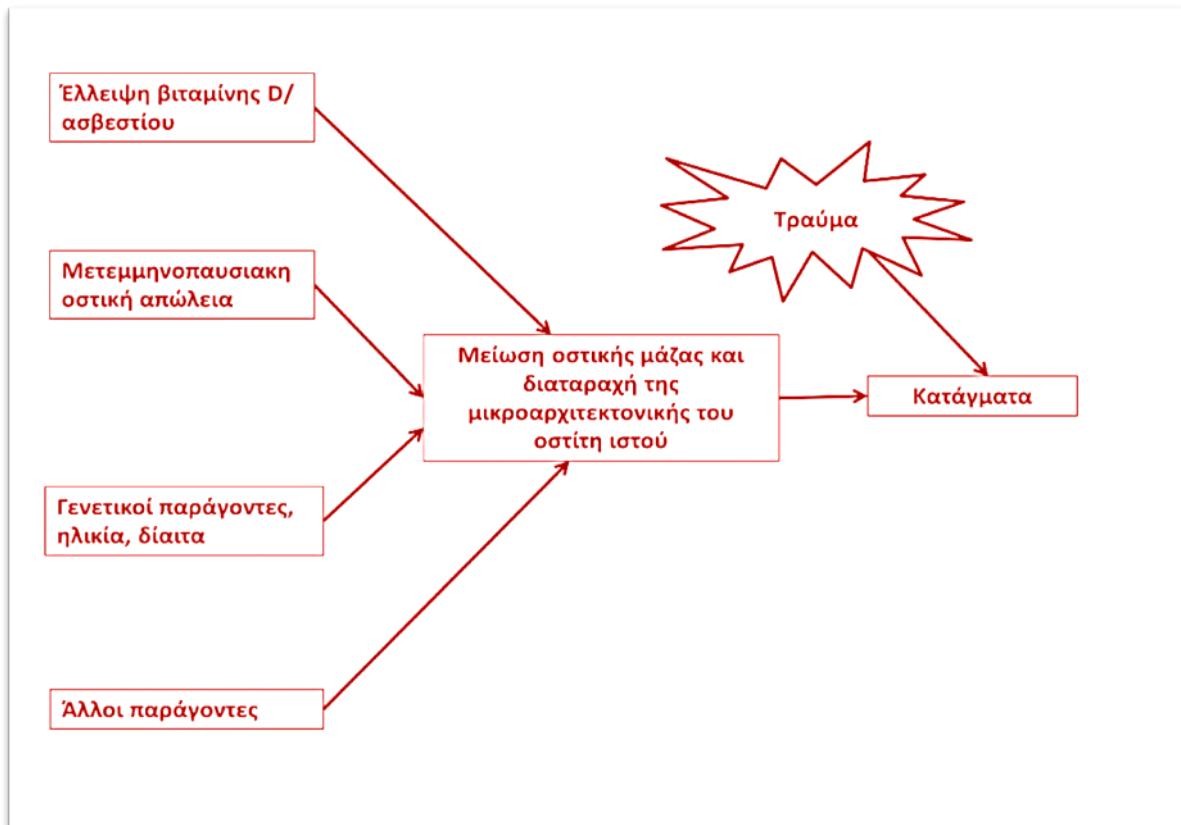 Έλλειψη βιταμίνης D/
ασβεστίου
Τραύμα
Μετεμμηνοπαυσιακη
οστική απώλεια
Μείωση οστικής μάζας και
διαταραχή της
μικροαρχιτεκτονικής του
οστίτη ιστού
Κατάγματα
Γενετικοί παράγοντες,
ηλικία, δίαιτα
Άλλοι παράγοντες